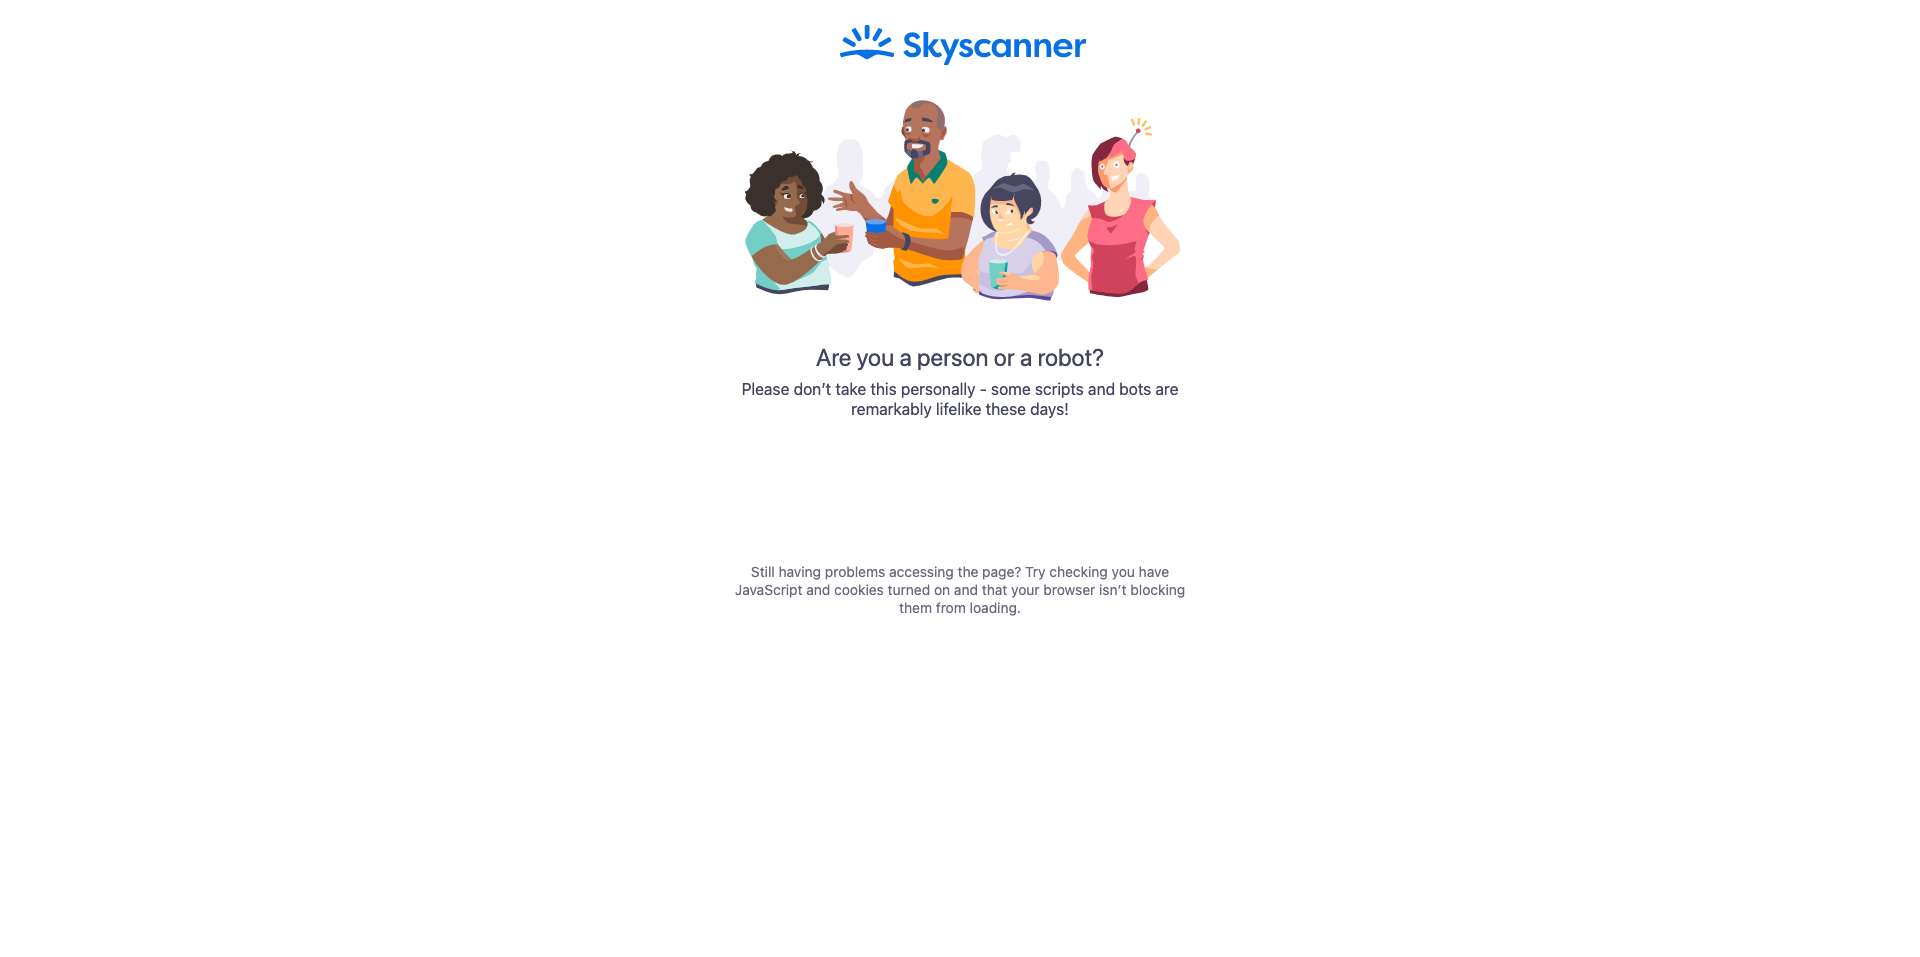 Skyscanner
Are you a person or a robot?
Please don’t take this personally - some scripts and bots are
remarkably lifelike these days!
Still having problems accessing the page? Try checking you have
JavaScript and cookies turned on and that your browser isn’t blocking
them from loading.